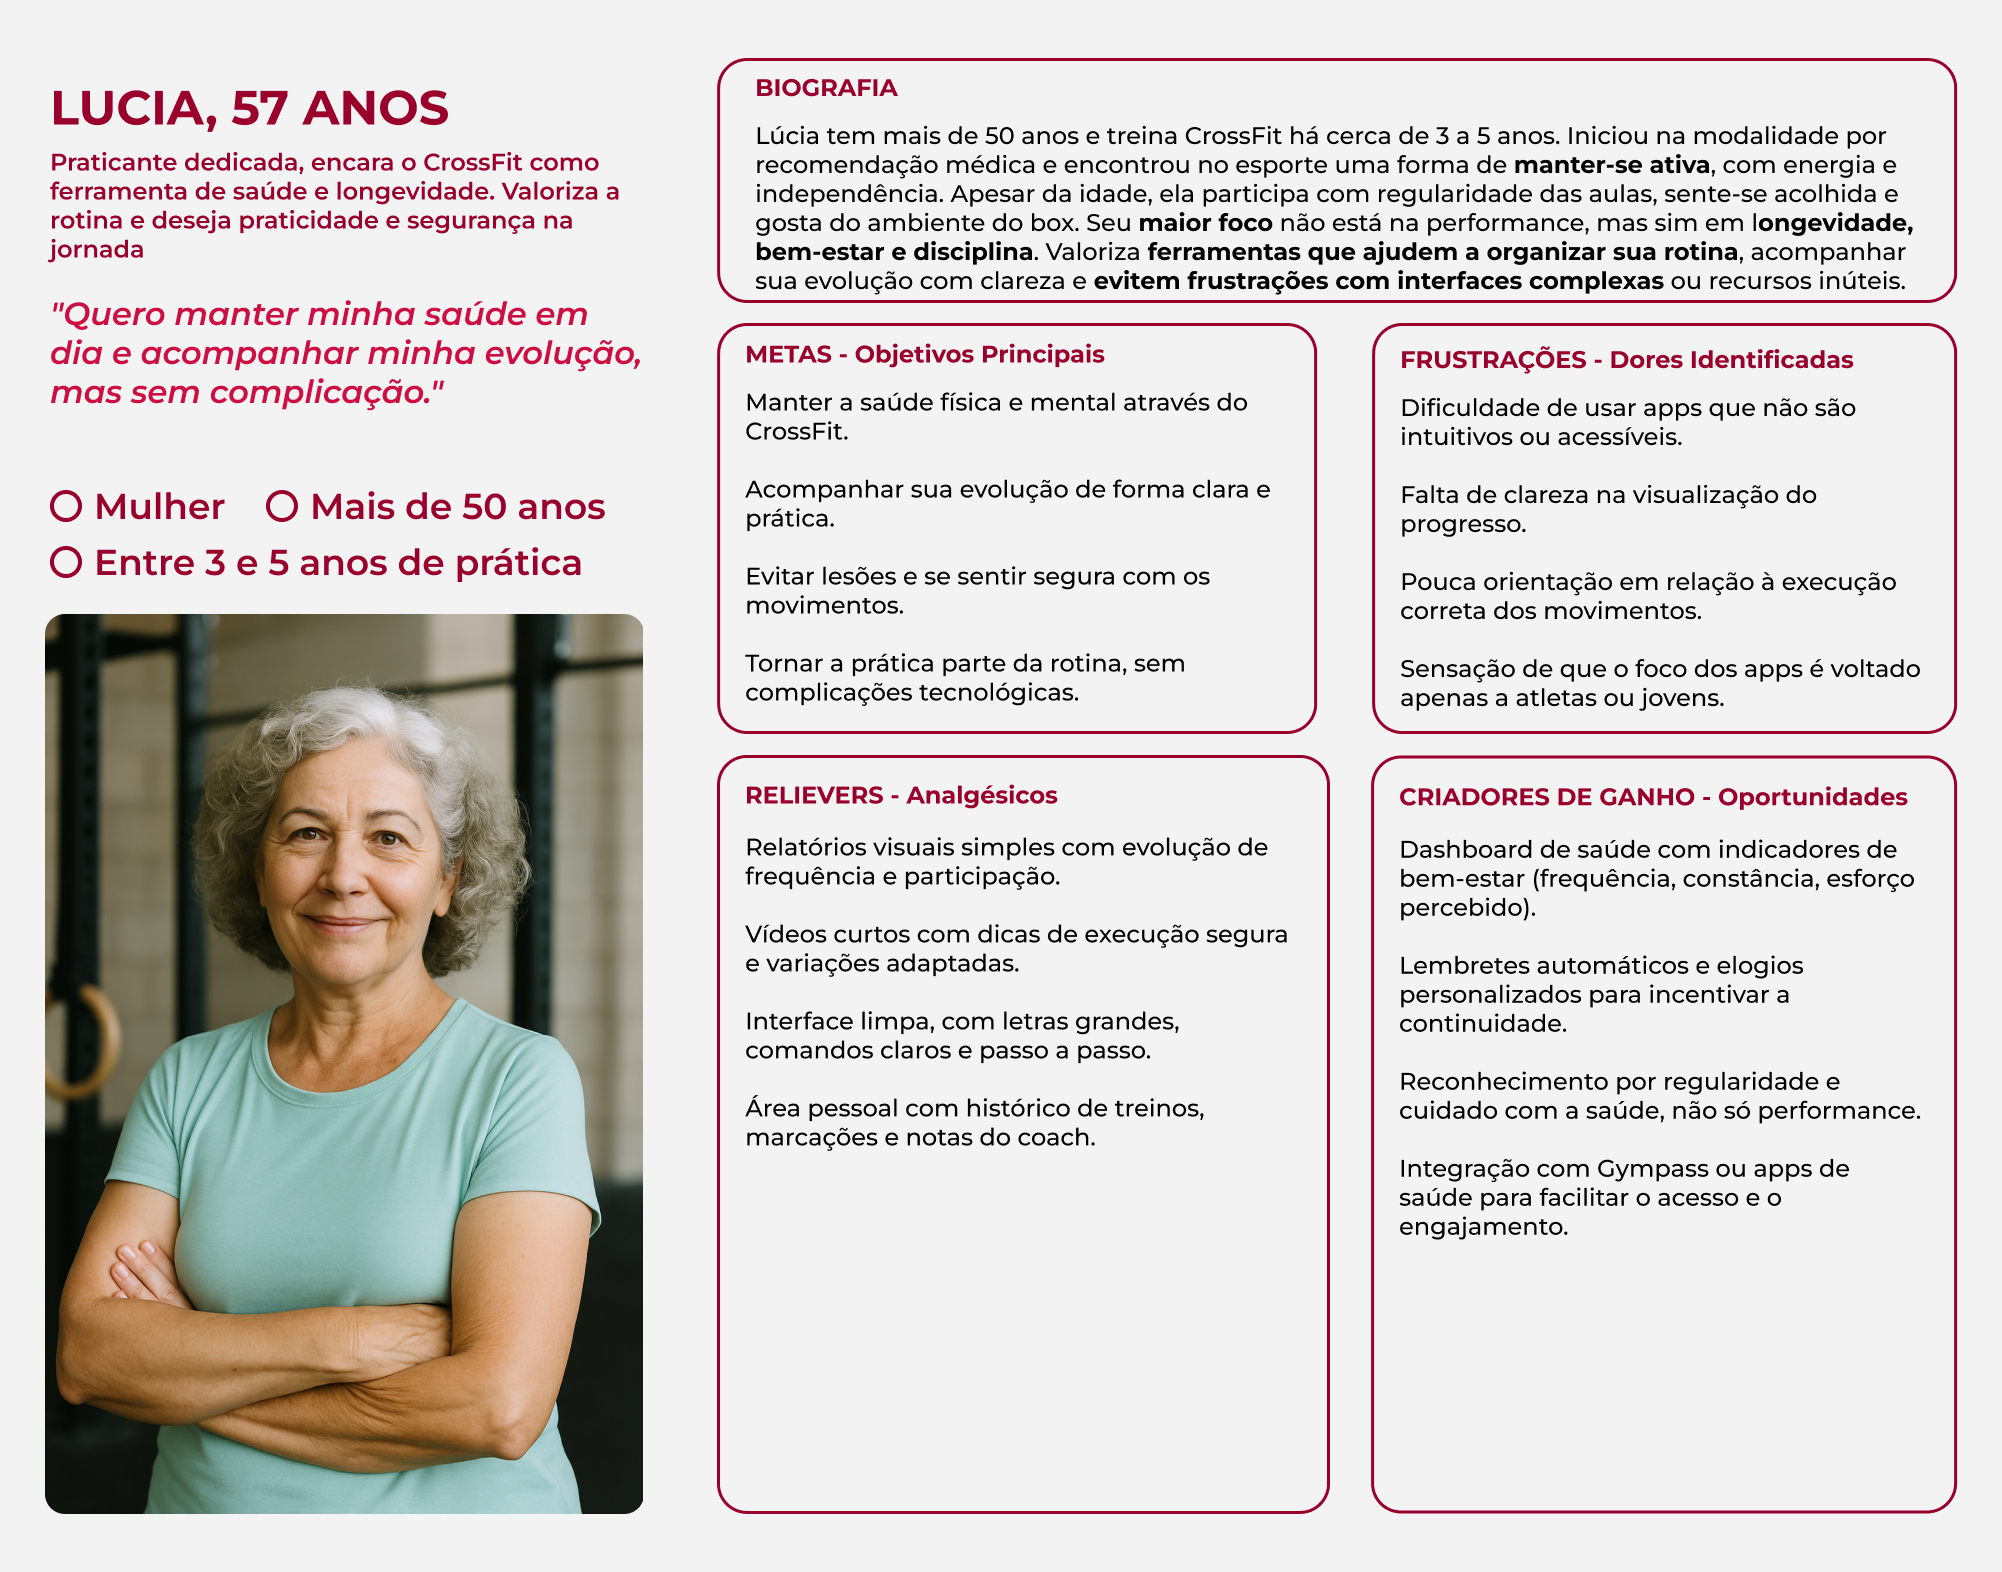 LUCIA, 57 ANOS
Praticante dedicada, encara o CrossFit como
ferramenta de saúde e longevidade. Valoriza a
rotina e deseja praticidade e segurança na
jornada
"Quero manter minha saúde em
dia e acompanhar minha evolução,
mas sem complicação."
Mulher
Mais de 50 anos
Entre 3 e 5 anos de prática
BIOGRAFIA
Lúcia tem mais de 50 anos e treina CrossFit há cerca de 3 a 5 anos. Iniciou na modalidade por
recomendação médica e encontrou no esporte uma forma de manter-se ativa, com energia e
independência. Apesar da idade, ela participa com regularidade das aulas, sente-se acolhida e
gosta do ambiente do box. Seu maior foco não está na performance, mas sim em longevidade,
bem-estar e disciplina. Valoriza ferramentas que ajudem a organizar sua rotina, acompanhar
sua evolução com clareza e evitem frustrações com interfaces complexas ou recursos inúteis.
METAS - Objetivos Principais
Manter a saúde física e mental através do
CrossFit.
Acompanhar sua evolução de forma clara e
prática.
Evitar lesões e se sentir segura com os
movimentos.
Tornar a prática parte da rotina, sem
complicações tecnológicas.
FRUSTRAÇÕES - Dores Identificadas
Dificuldade de usar apps que não são
intuitivos ou acessíveis.
Falta de clareza na visualização do
progresso.
Pouca orientação em relação à execução
correta dos movimentos.
Sensação de que o foco dos apps é voltado
apenas a atletas ou jovens.
RELIEVERS - Analgésicos
Relatórios visuais simples com evolução de
frequência e participação.
Vídeos curtos com dicas de execução segura
e variações adaptadas.
Interface limpa, com letras grandes,
comandos claros e passo a passo.
Área pessoal com histórico de treinos,
marcações e notas do coach.
CRIADORES DE GANHO - Oportunidades
Dashboard de saúde com indicadores de
bem-estar (frequência, constância, esforço
percebido).
Lembretes automáticos e elogios
personalizados para incentivar a
continuidade.
Reconhecimento por regularidade e
cuidado com a saúde, não só performance.
Integração com Gympass ou apps de
saúde para facilitar o acesso e o
engajamento.